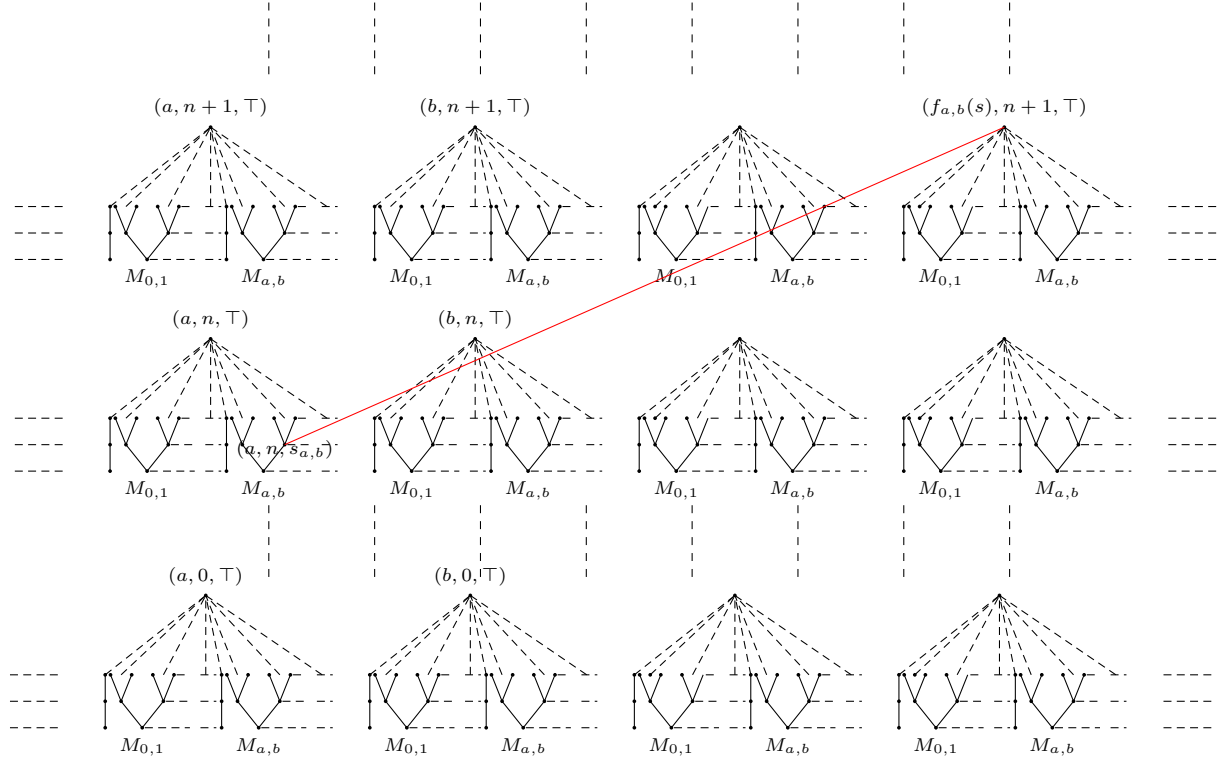 (a, n + 1, ⊤) (b, n + 1, ⊤) (f_{a,b}(s), n + 1, ⊤)
M_{0,1} M_{a,b} M_{0,1} M_{a,b} M_{0,1} M_{a,b} M_{0,1} M_{a,b}
(a, n, ⊤) (b, n, ⊤)
(a, n, s_{a,b})
M_{0,1} M_{a,b} M_{0,1} M_{a,b} M_{0,1} M_{a,b} M_{0,1} M_{a,b}
(a, 0, ⊤) (b, 0, ⊤)
M_{0,1} M_{a,b} M_{0,1} M_{a,b} M_{0,1} M_{a,b} M_{0,1} M_{a,b}